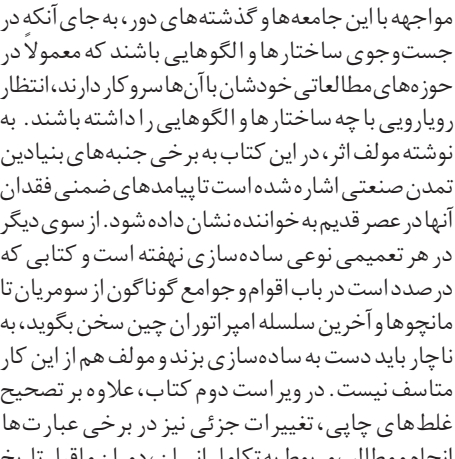 مواجهه با این جامعه‌ها و گذشته‌های دور، به جای آنکه در
جست‌وجوی ساختارها و الگوهایی باشند که معمولاً در
حوزه‌های مطالعاتی خودشان با آن‌ها سروکار دارند، انتظار
رویارویی با چه ساختارها و الگوهایی را داشته باشند. به
نوشته مولف اثر، در این کتاب به برخی جنبه‌های بنیادین
تمدن صنعتی اشاره شده است تا پیامدهای ضمنی فقدان
آنها در عصر قدیم به خواننده نشان داده شود. از سوی دیگر
در هر تعمیمی نوعی ساده‌سازی نهفته است و کتابی که
درصدد است در باب اقوام و جوامع گوناگون از سومریان تا
مانچوها و آخرین سلسله امپراتوران چین سخن بگوید، به
ناچار باید دست به ساده‌سازی بزند و مولف هم از این کار
متاسف نیست. در ویراست دوم کتاب، علاوه بر تصحیح
غلط‌های چاپی، تغییرات جزئی نیز در برخی عبارت‌ها